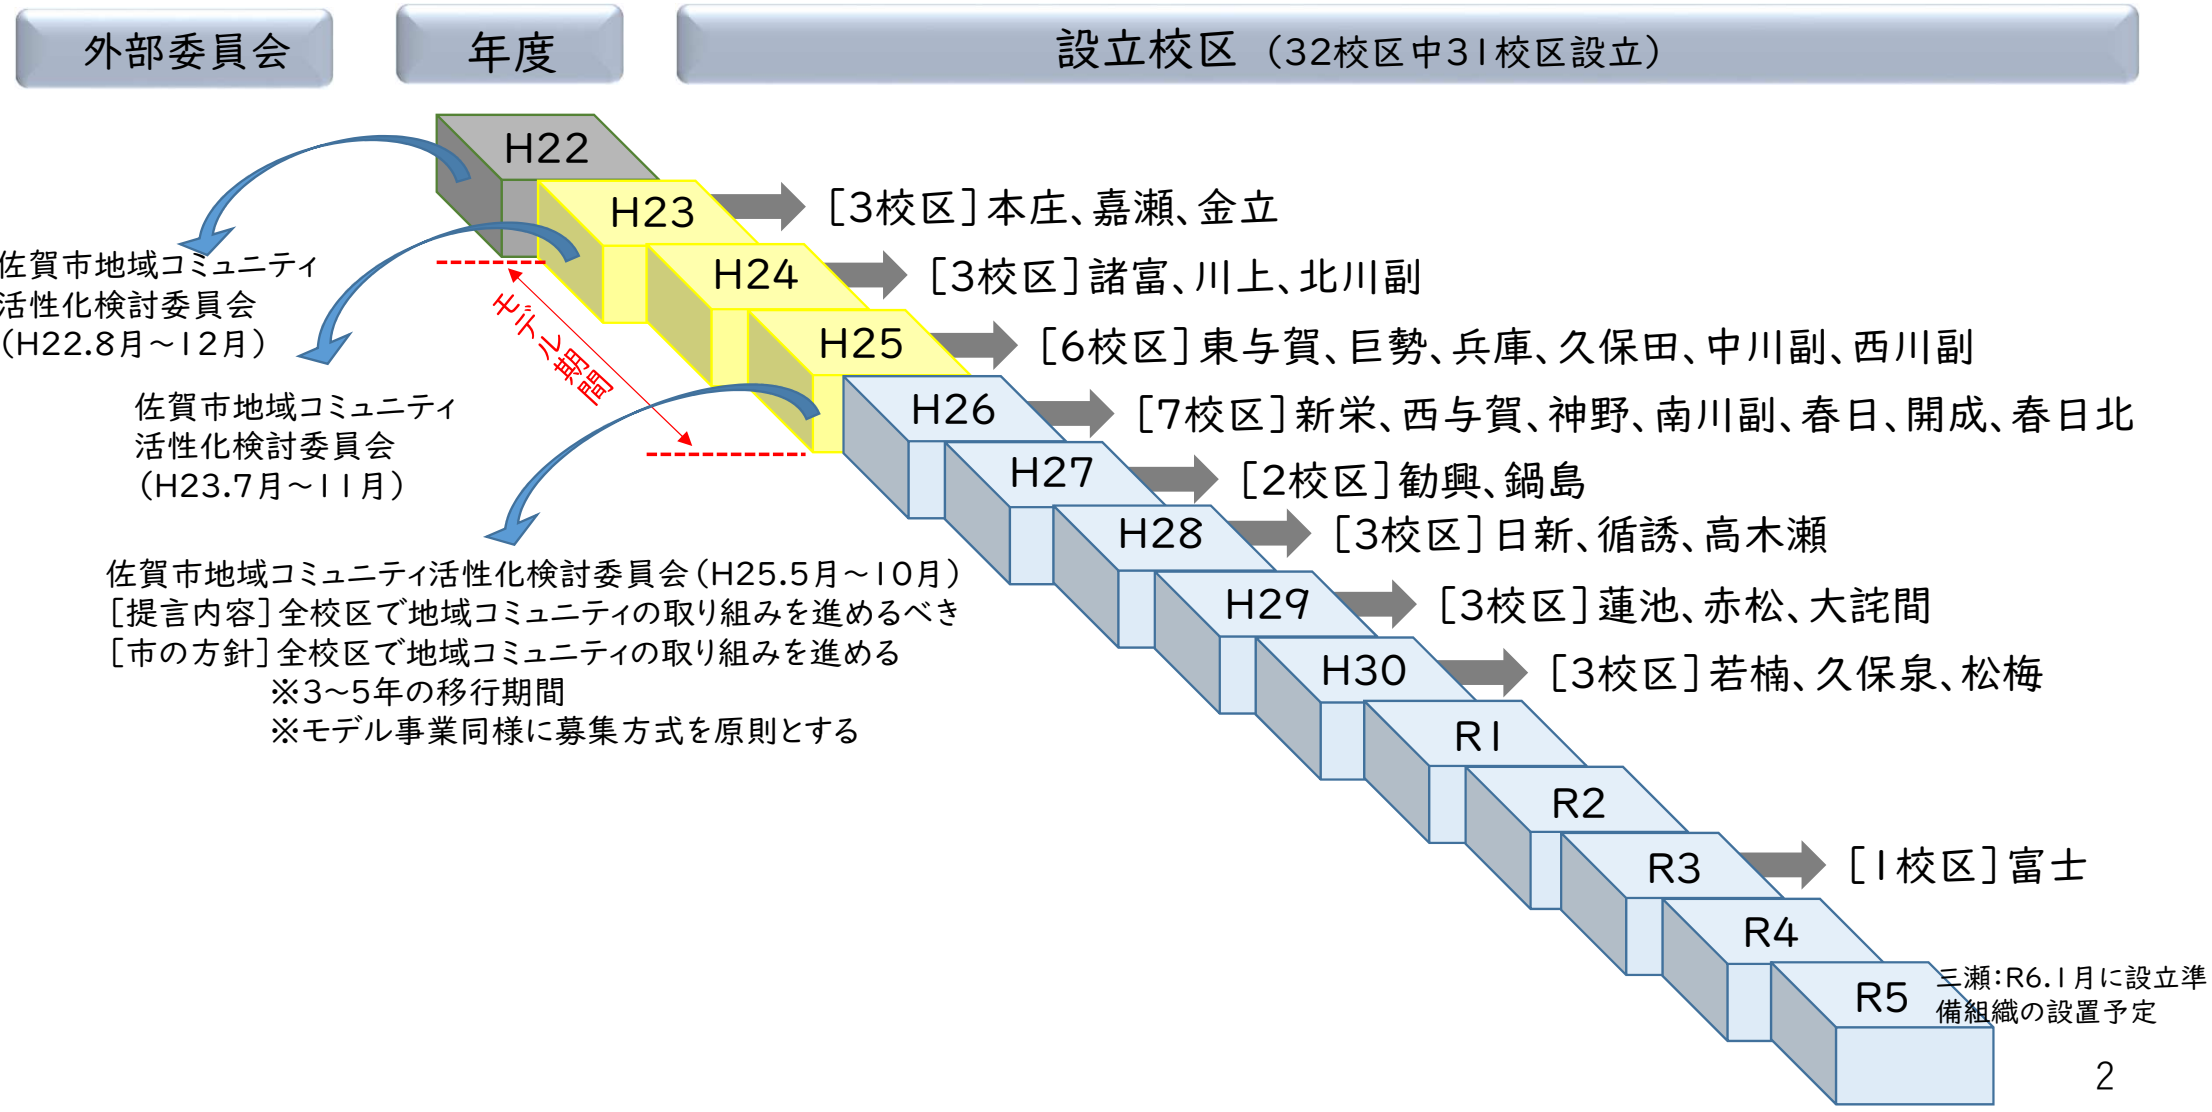 外部委員会
年度
設立校区（32校区中31校区設立）
H22
H23
[3校区]本庄、嘉瀬、金立
H24
[3校区]諸富、川上、北川副
H25
[6校区]東与賀、巨勢、兵庫、久保田、中川副、西川副
H26
[7校区]新栄、西与賀、神野、南川副、春日、開成、春日北
H27
[2校区]勧興、鍋島
H28
[3校区]日新、循誘、高木瀬
H29
[3校区]蓮池、赤松、大詫間
H30
[3校区]若楠、久保泉、松梅
R1
R2
R3
[1校区]富士
R4
R5
三瀬：R6.1月に設立準
備組織の設置予定
モデル期間
佐賀市地域コミュニティ
活性化検討委員会
（H22.8月～12月）
佐賀市地域コミュニティ
活性化検討委員会
（H23.7月～11月）
佐賀市地域コミュニティ活性化検討委員会（H25.5月～10月）
[提言内容]全校区で地域コミュニティの取り組みを進めるべき
[市の方針]全校区で地域コミュニティの取り組みを進める
※3～5年の移行期間
※モデル事業同様に募集方式を原則とする
2